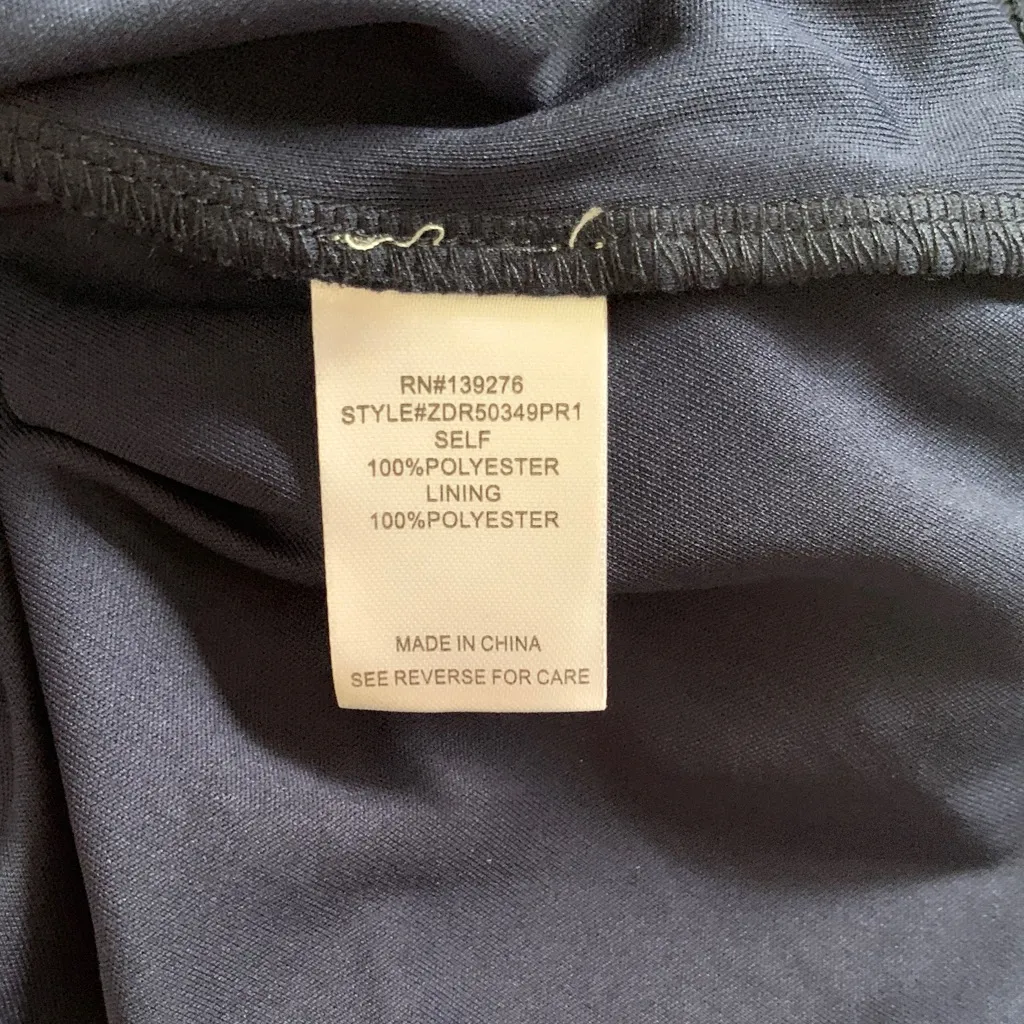 RN#139276
STYLE#ZDR50349PR1
SELF
100%POLYESTER
LINING
100%POLYESTER
MADE IN CHINA
SEE REVERSE FOR CARE